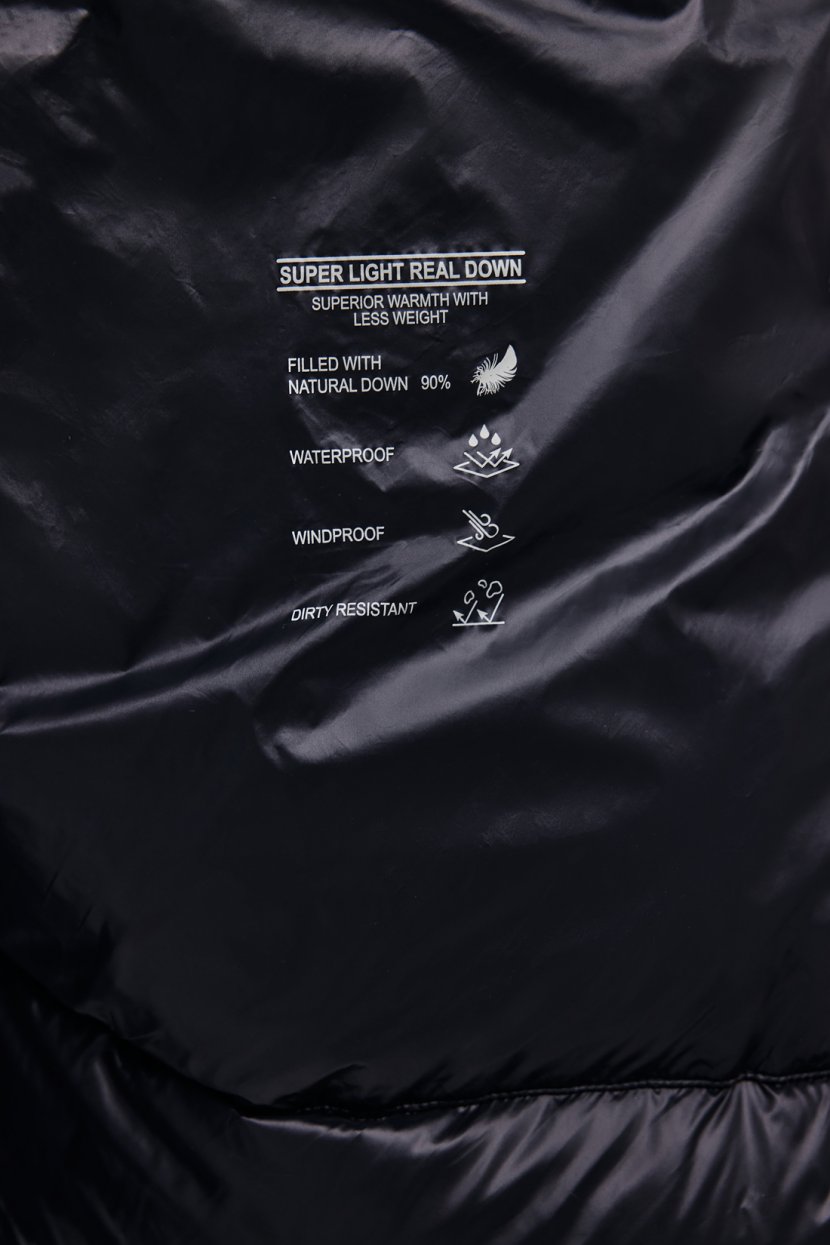 SUPER LIGHT REAL DOWN
SUPERIOR WARMTH WITH
LESS WEIGHT
FILLED WITH
NATURAL DOWN 90%
WATERPROOF
WINDPROOF
DIRTY RESISTANT